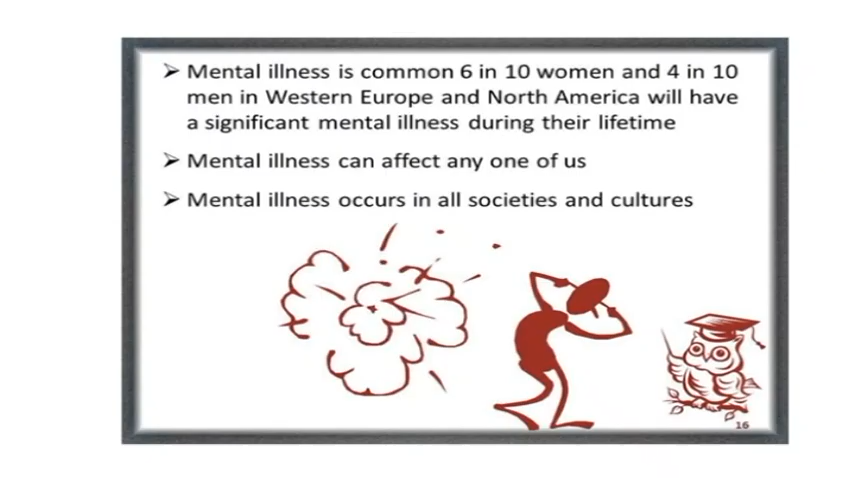 ➢ Mental illness is common 6 in 10 women and 4 in 10
men in Western Europe and North America will have
a significant mental illness during their lifetime
➢ Mental illness can affect any one of us
➢ Mental illness occurs in all societies and cultures
16